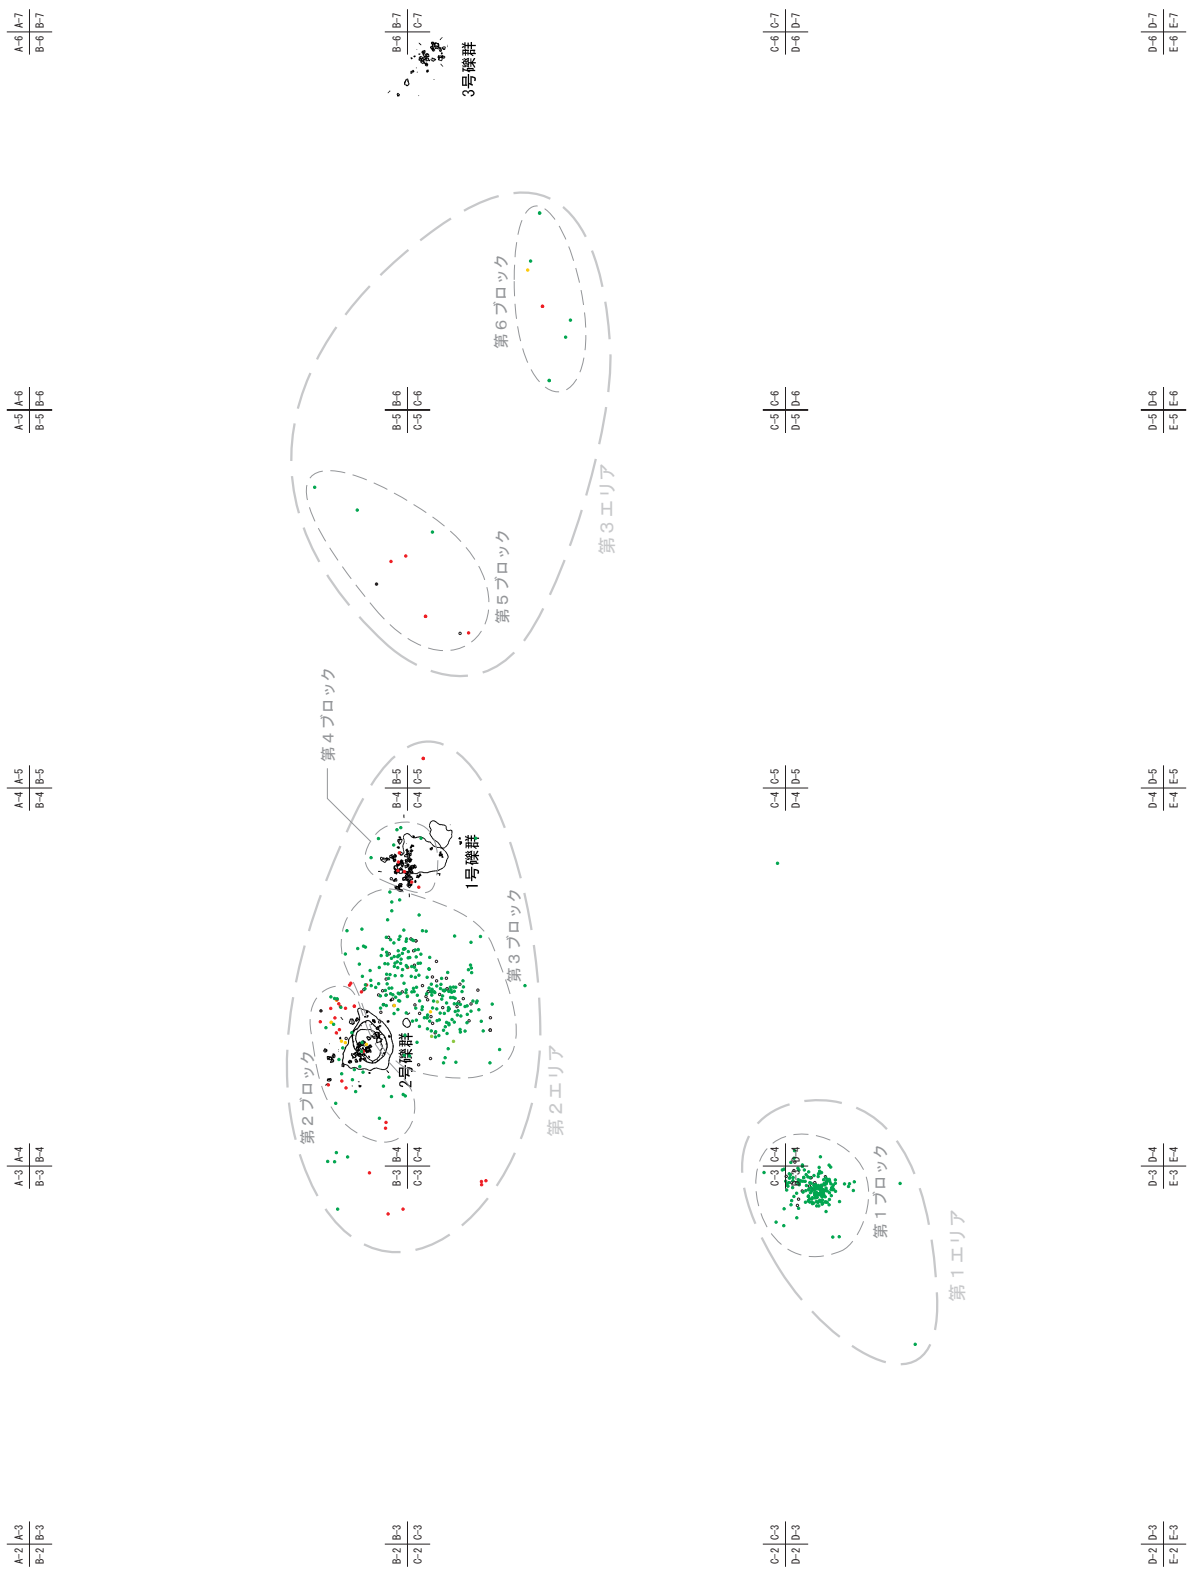 A-6 A-7
B-6 B-7
B-6 B-7
C-6 C-7
C-6 C-7
D-6 D-7
D-6 D-7
E-6 E-7
3号礫群
第6ブロック
A-5 A-6
B-5 B-6
B-5 B-6
C-5 C-6
C-5 C-6
D-5 D-6
D-5 D-6
E-5 E-6
第3エリア
第5ブロック
第4ブロック
A-4 A-5
B-4 B-5
B-4 B-5
C-4 C-5
C-4 C-5
D-4 D-5
D-4 D-5
E-4 E-5
1号礫群
第3ブロック
2号礫群
第2ブロック
第2エリア
A-3 A-4
B-3 B-4
B-3 B-4
C-3 C-4
C-3 C-4
D-3 D-4
D-3 D-4
E-3 E-4
第1ブロック
第1エリア
A-2 A-3
B-2 B-3
B-2 B-3
C-2 C-3
C-2 C-3
D-2 D-3
D-2 D-3
E-2 E-3